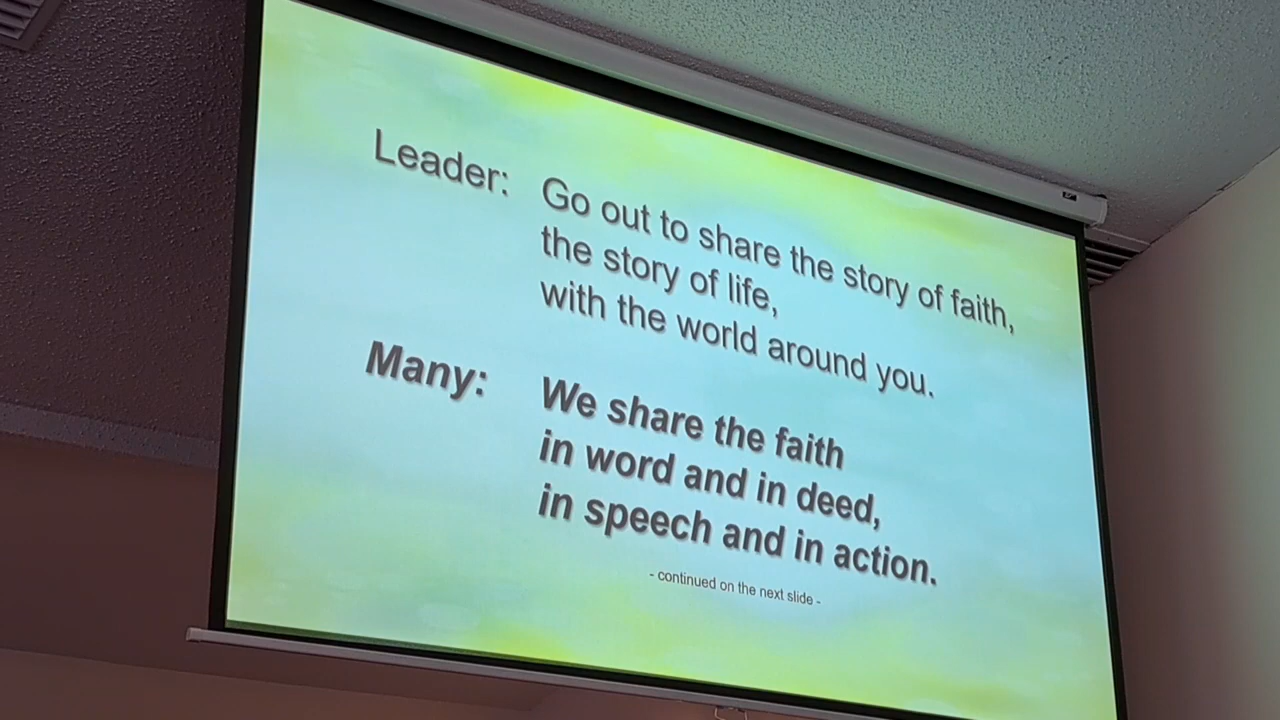 Leader: Go out to share the story of faith,
the story of life,
with the world around you.
Many: We share the faith
in word and in deed,
in speech and in action.
- continued on the next slide -